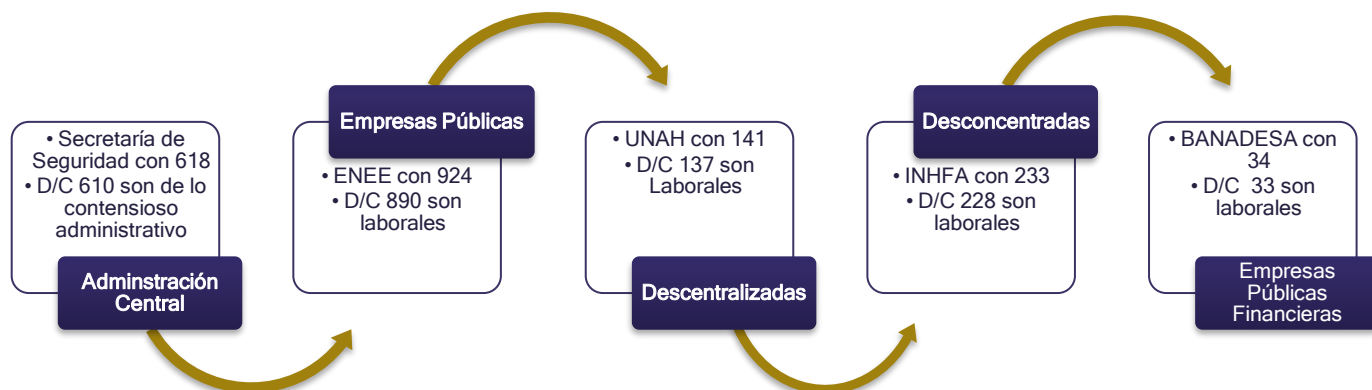 • Secretaría de
Seguridad con 618
• D/C 610 son de lo
contensioso
administrativo
Adminstración
Central
Empresas Públicas
• ENEE con 924
• D/C 890 son
laborales
• UNAH con 141
• D/C 137 son
Laborales
Descentralizadas
Desconcentradas
• INHFA con 233
• D/C 228 son
laborales
• BANADESA con
34
• D/C 33 son
laborales
Empresas
Públicas
Financieras